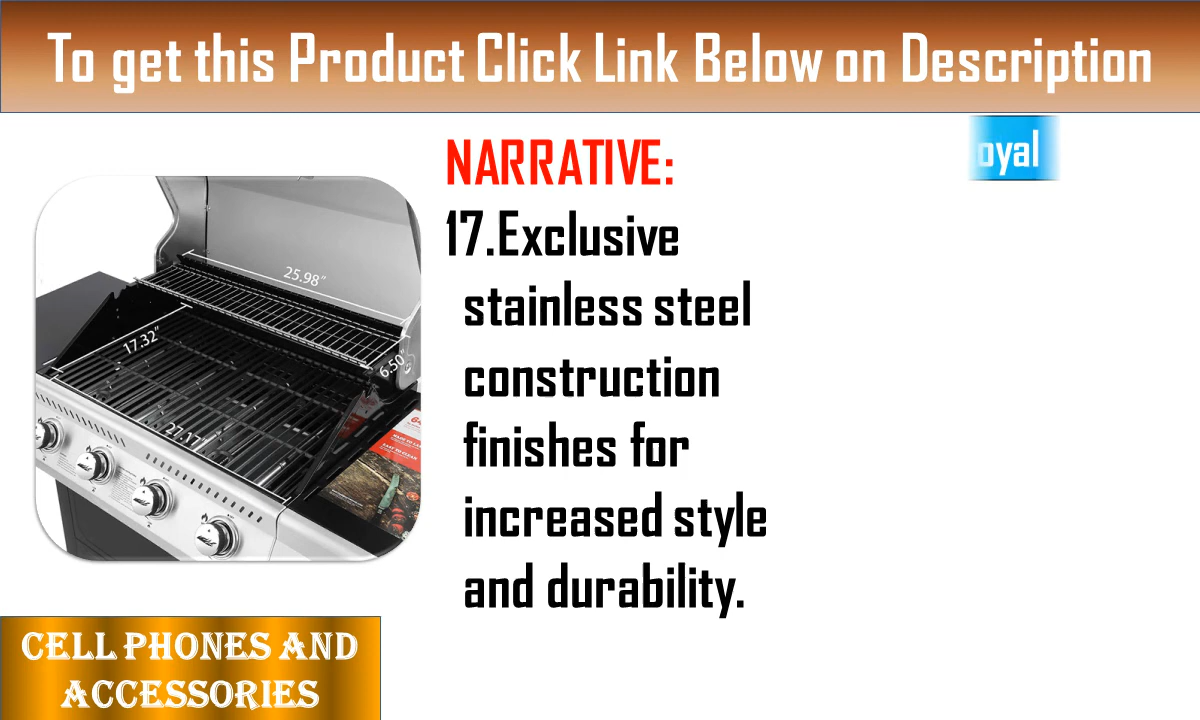 To get this Product Click Link Below on Description
oyal
NARRATIVE:
17.Exclusive
stainless steel
construction
finishes for
increased style
and durability.
25.98"
17.32"
6.50"
27.17"
CELL PHONES AND
ACCESSORIES